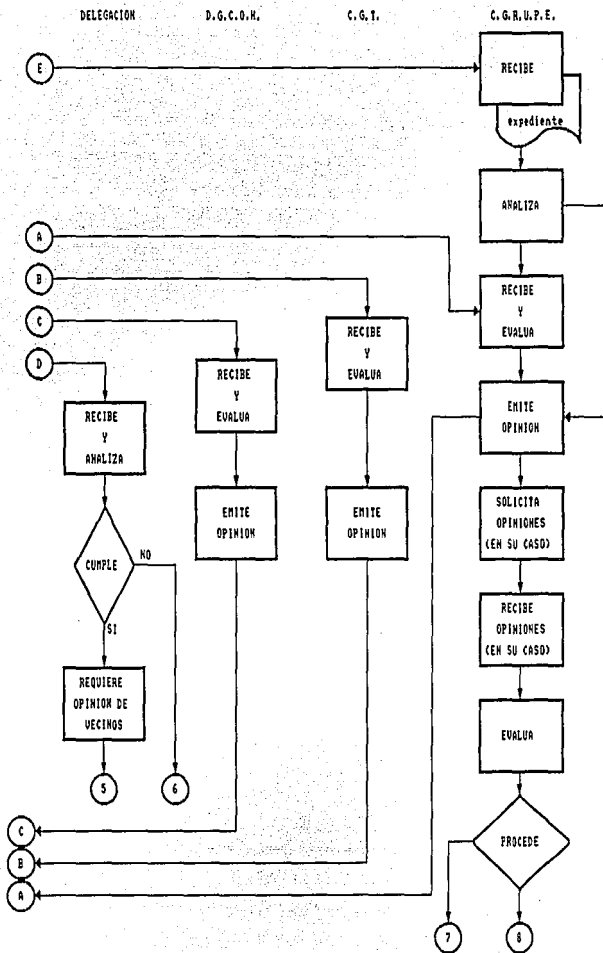 DELEGACION D.G.C.O.H. C.G.T. C.G.R.U.P.E.
E
RECIBE
expediente
ANALIZA
A
B
RECIBE
Y
EVALUA
C
RECIBE
Y
EVALUA
D
RECIBE
Y
EVALUA
RECIBE
Y
ANALIZA
EMITE
OPINION
EMITE
OPINION
EMITE
OPINION
SOLICITA
OPINIONES
(EN SU CASO)
CUMPLE
NO
SI
RECIBE
OPINIONES
(EN SU CASO)
REQUIERE
OPINION DE
VECINOS
EVALUA
5
6
C
B
A
PROCEDE
7
8